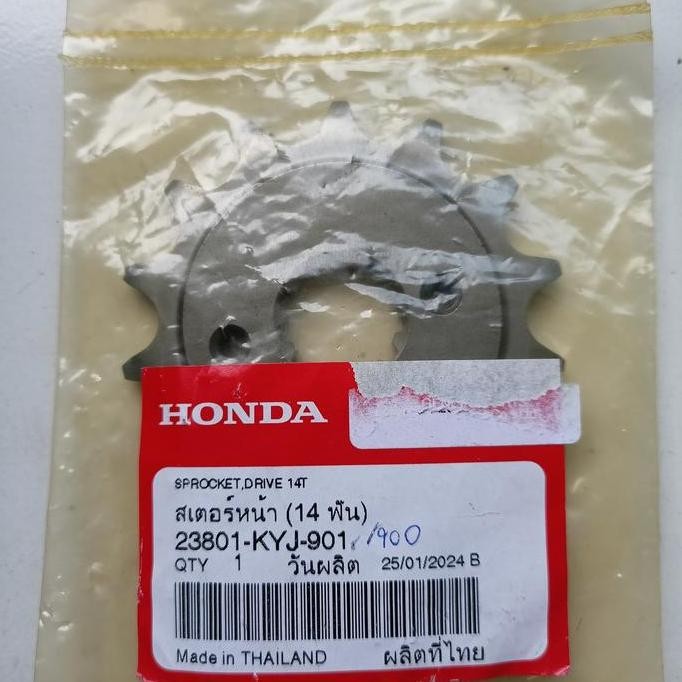 HONDA
SPROCKET,DRIVE 14T
สเตอร์หน้า (14 ฟัน)
23801-KYJ-901 1900
QTY 1 วันผลิต 25/01/2024 B
Made in THAILAND ผลิตที่ไทย